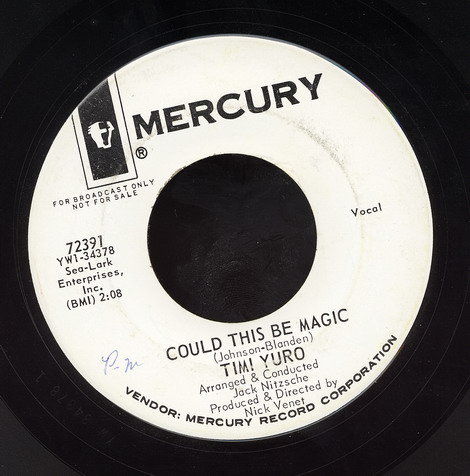 MERCURY
®
FOR BROADCAST ONLY
NOT FOR SALE
Vocal
72391
YW1-34378
Sea-Lark
Enterprises,
Inc.
(BMI) 2:08
COULD THIS BE MAGIC
(Johnson-Blanden)
TIMI YURO
Arranged & Conducted
Jack Nitzsche
Produced & Directed by
Nick Venet
VENDOR: MERCURY RECORD CORPORATION